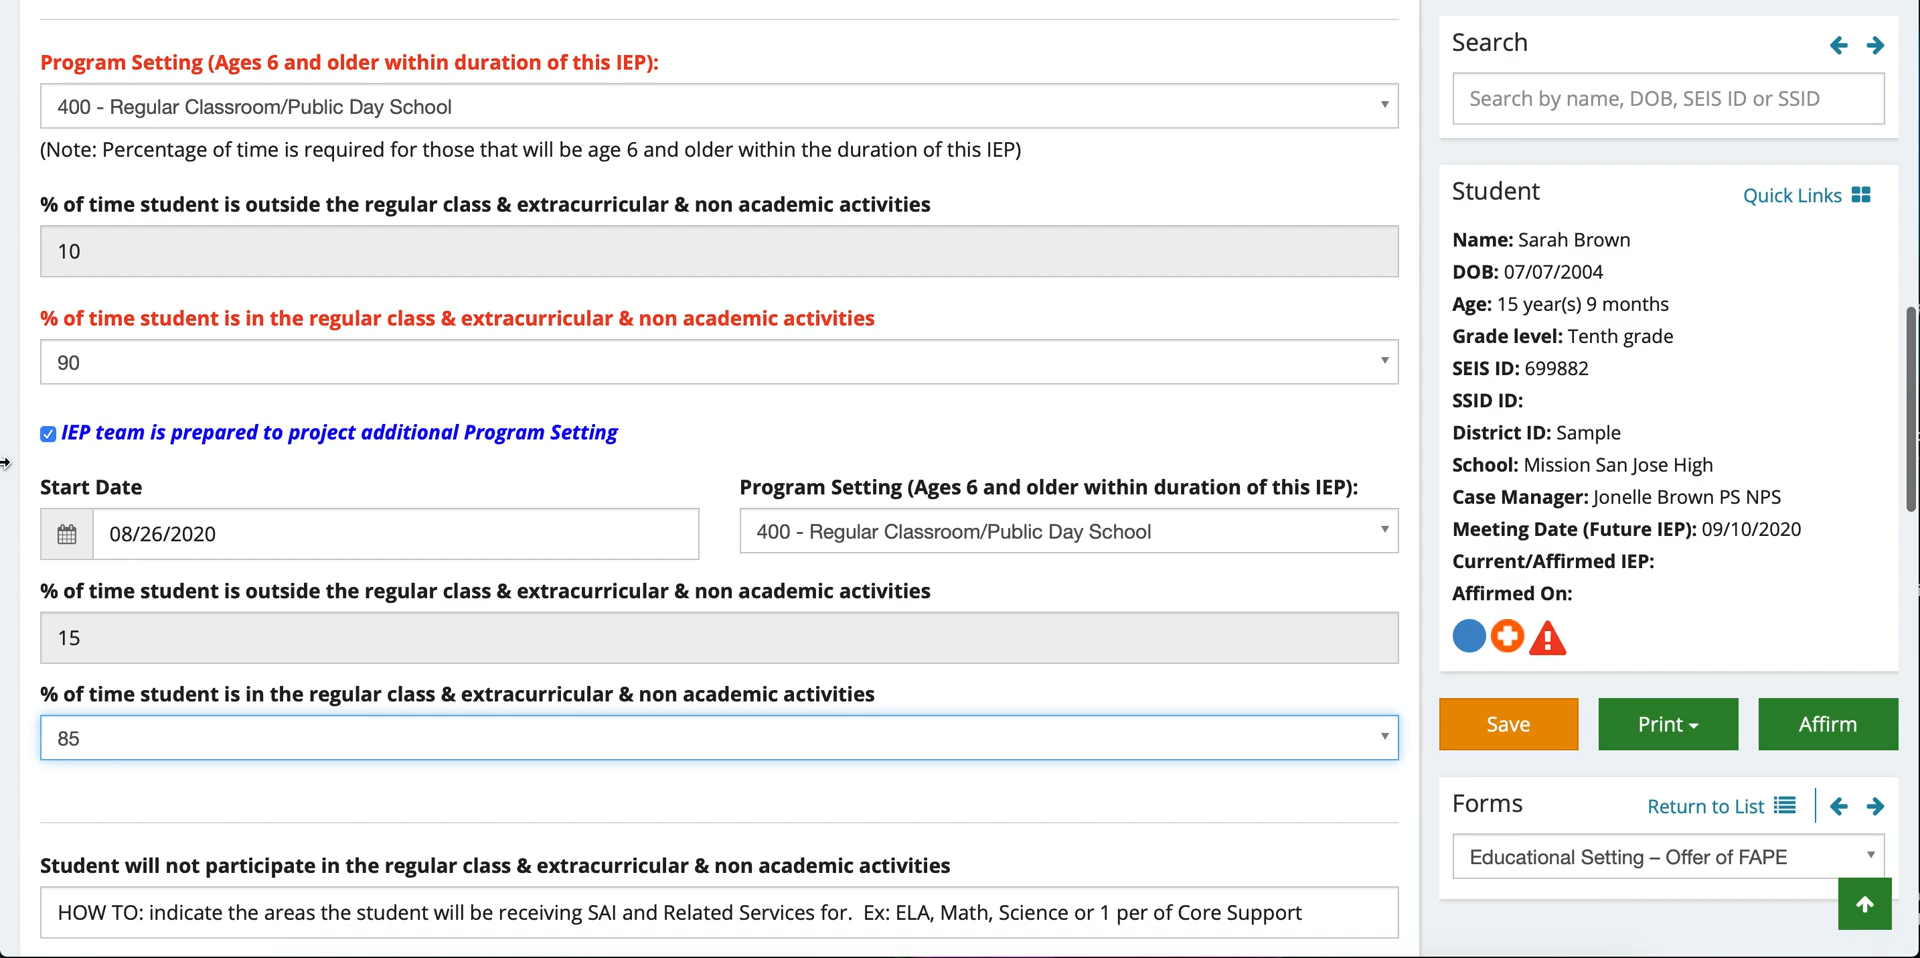 Program Setting (Ages 6 and older within duration of this IEP):
400 - Regular Classroom/Public Day School
(Note: Percentage of time is required for those that will be age 6 and older within the duration of this IEP)
% of time student is outside the regular class & extracurricular & non academic activities
10
% of time student is in the regular class & extracurricular & non academic activities
90
IEP team is prepared to project additional Program Setting
Start Date
08/26/2020
Program Setting (Ages 6 and older within duration of this IEP):
400 - Regular Classroom/Public Day School
% of time student is outside the regular class & extracurricular & non academic activities
15
% of time student is in the regular class & extracurricular & non academic activities
85
Student will not participate in the regular class & extracurricular & non academic activities
HOW TO: indicate the areas the student will be receiving SAI and Related Services for.  Ex: ELA, Math, Science or 1 per of Core Support
Search
Search by name, DOB, SEIS ID or SSID
Student
Quick Links
Name: Sarah Brown
DOB: 07/07/2004
Age: 15 year(s) 9 months
Grade level: Tenth grade
SEIS ID: 699882
SSID ID:
District ID: Sample
School: Mission San Jose High
Case Manager: Jonelle Brown PS NPS
Meeting Date (Future IEP): 09/10/2020
Current/Affirmed IEP:
Affirmed On:
Save
Print
Affirm
Forms
Return to List
Educational Setting – Offer of FAPE